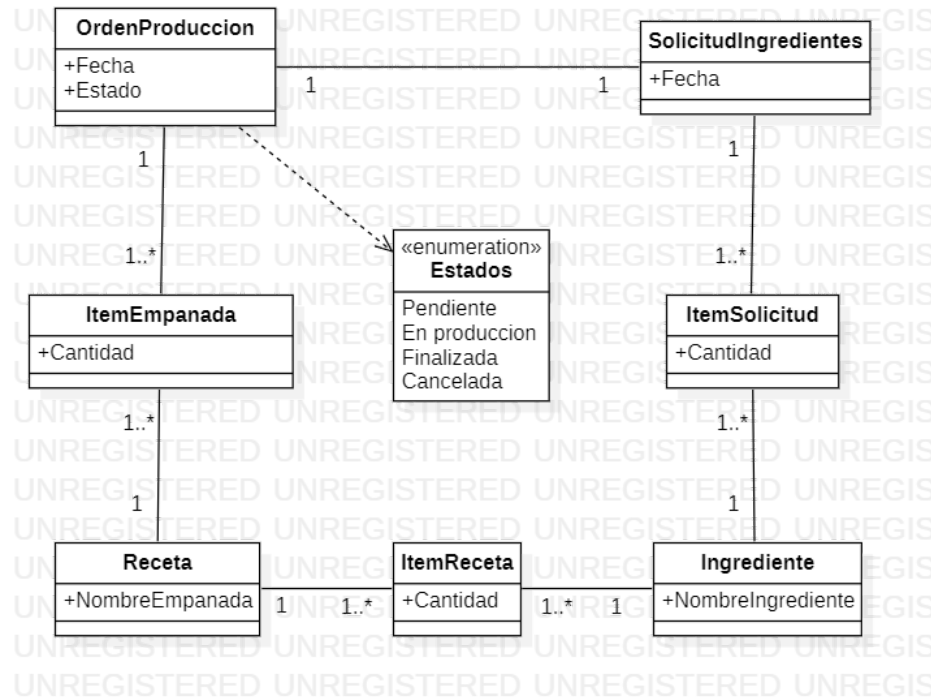 OrdenProduccion
+Fecha
+Estado
SolicitudIngredientes
+Fecha
1
1
1
1..*
1
1..*
«enumeration»
Estados
Pendiente
En produccion
Finalizada
Cancelada
ItemEmpanada
+Cantidad
ItemSolicitud
+Cantidad
1..*
1
1..*
1
Receta
+NombreEmpanada
1
1..*
ItemReceta
+Cantidad
1..*
1
Ingrediente
+NombreIngrediente
UNREGISTERED